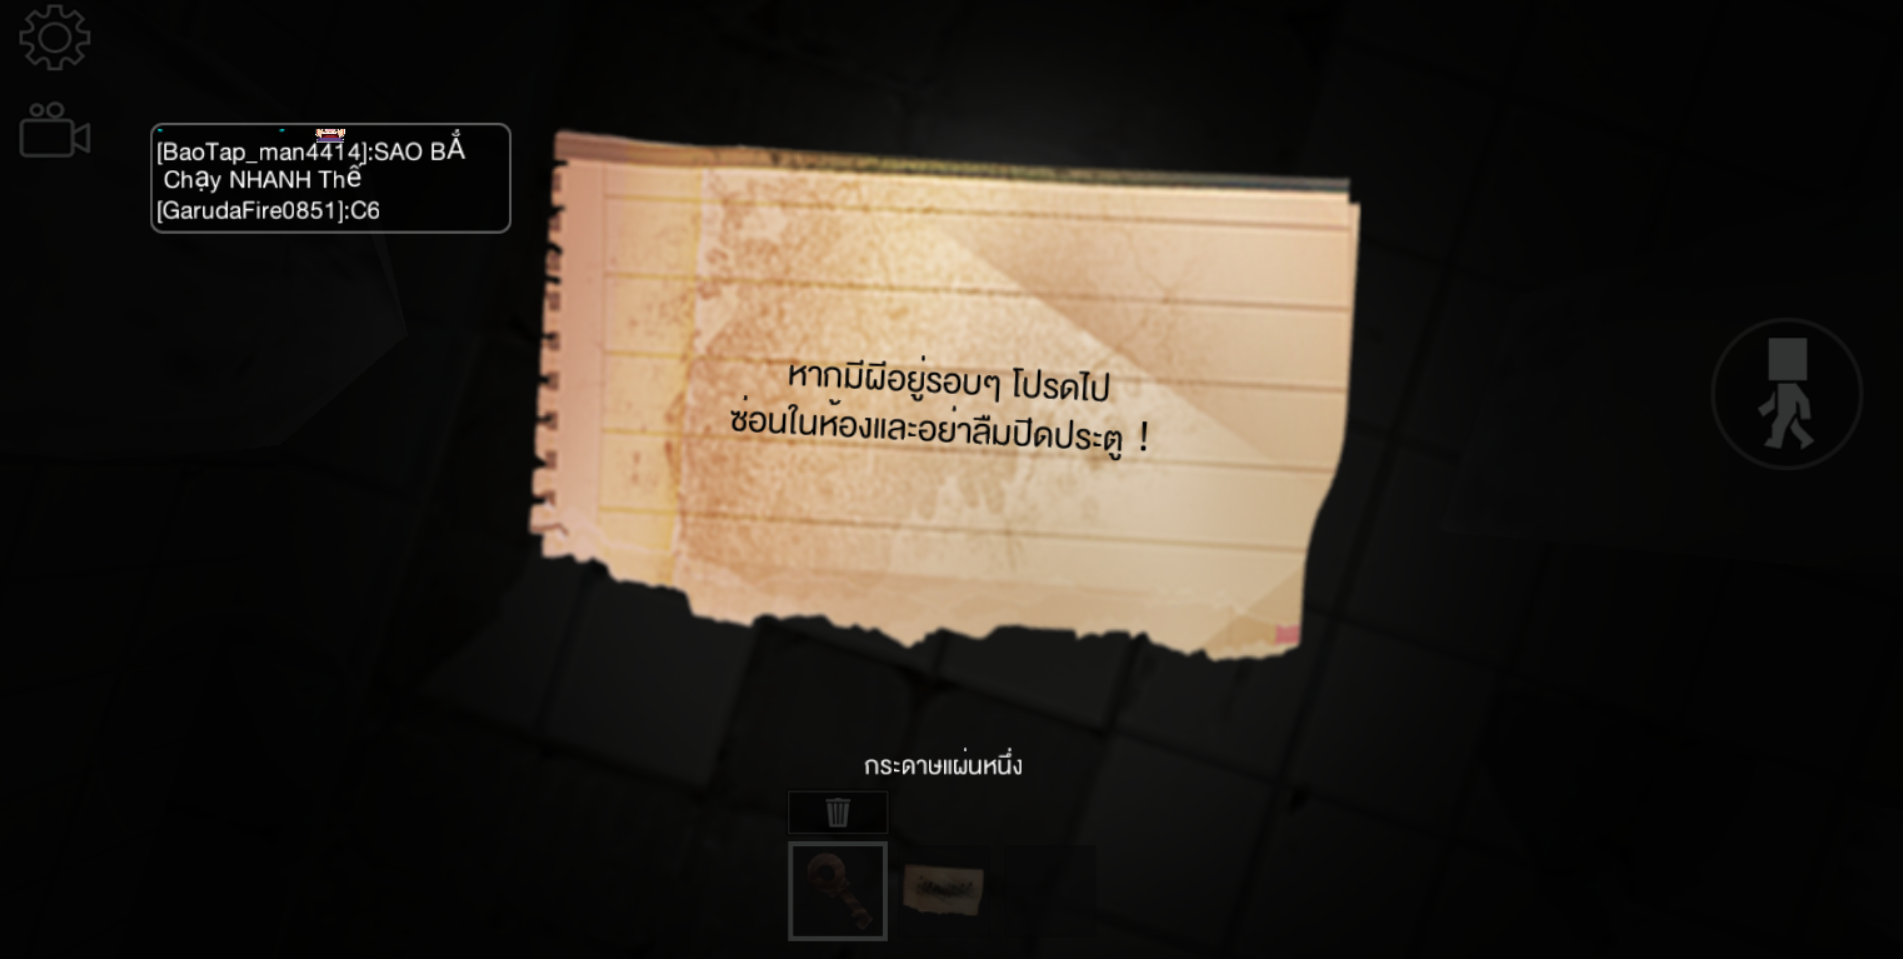 [BaoTap_man4414]:SAO BẢ
Chạy NHANH Thế
[GarudaFire0851]:C6
หากมีผีอยู่รอบๆ โปรดไป
ซ่อนในห้องและอย่าลืมปิดประตู !
กระดาษแผ่นหนึ่ง